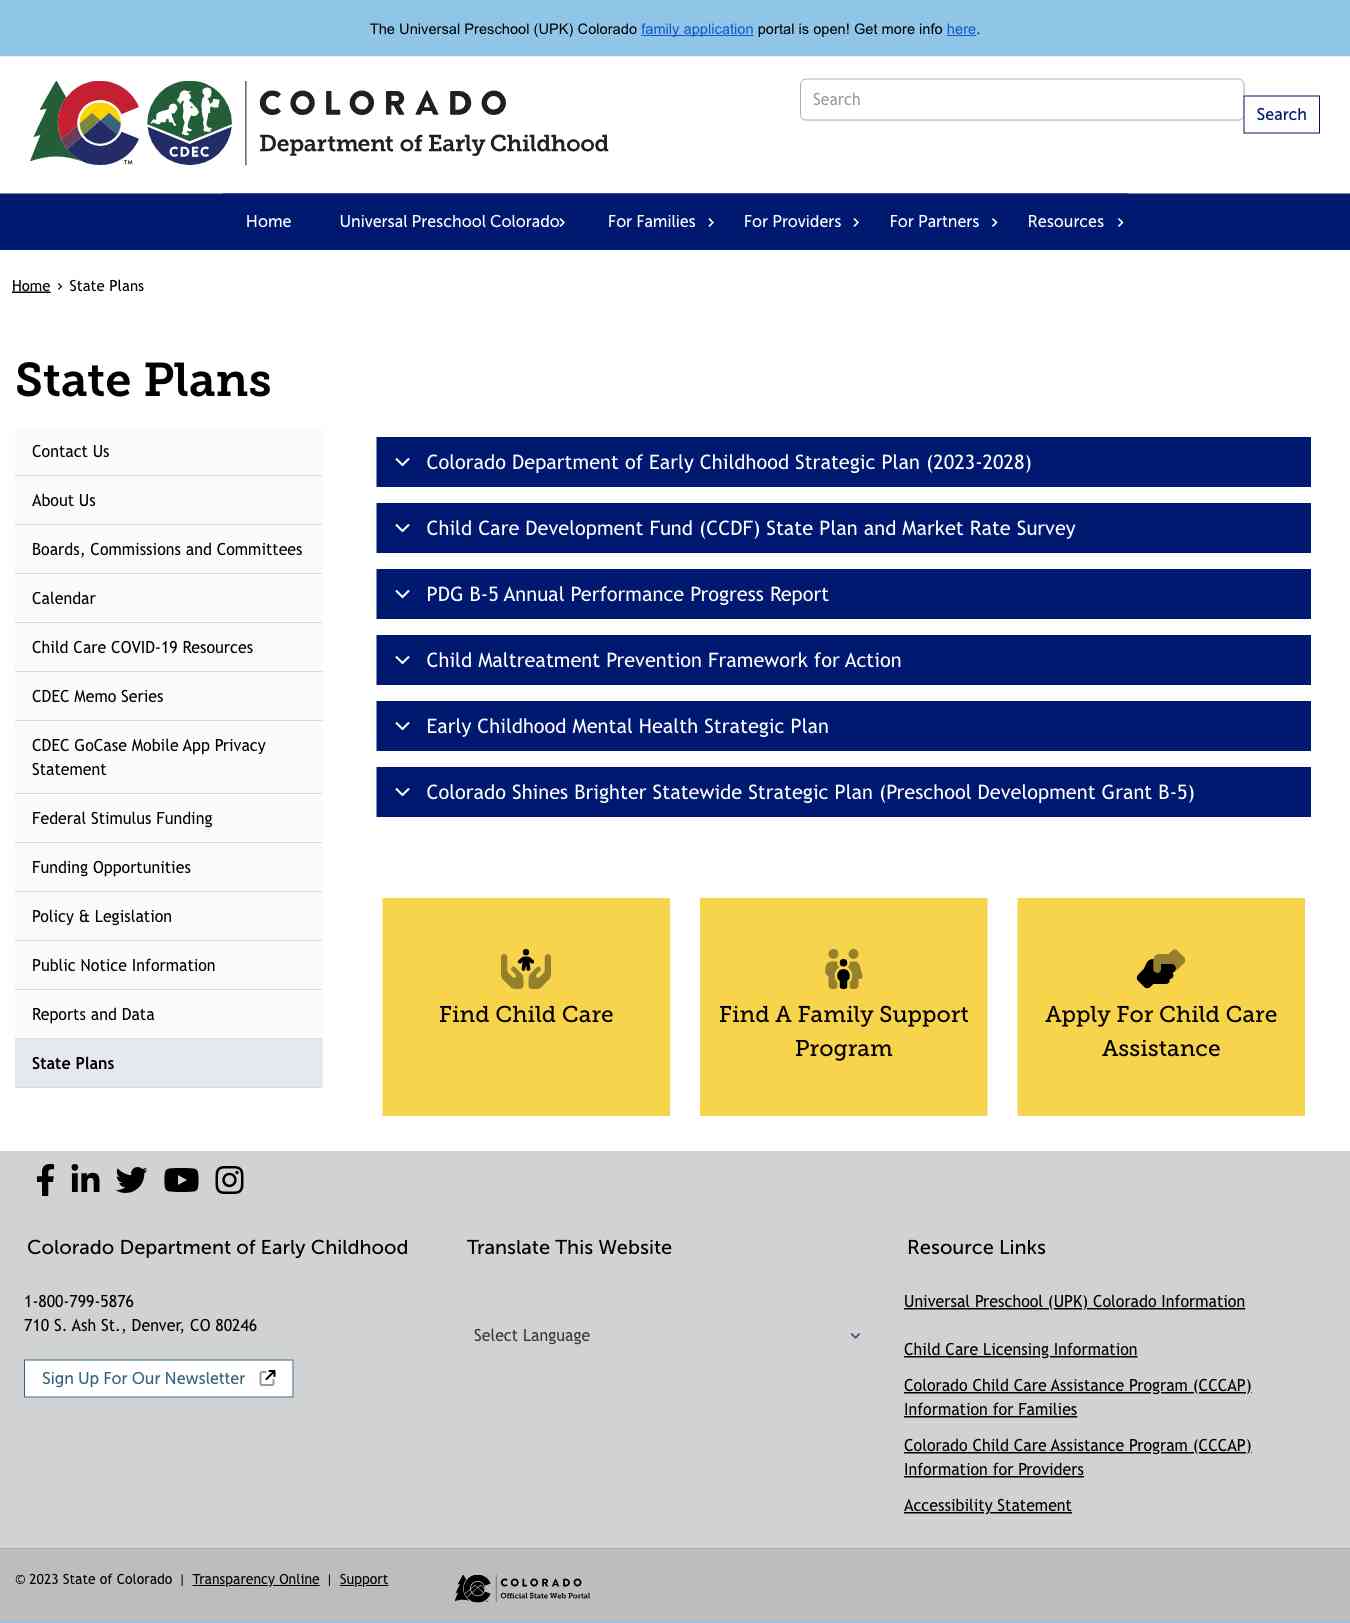 The Universal Preschool (UPK) Colorado family application portal is open! Get more info here.
CDEC
TM
COLORADO
Department of Early Childhood
Search
Search
Home
Universal Preschool Colorado
For Families
For Providers
For Partners
Resources
Home › State Plans
State Plans
Contact Us
About Us
Boards, Commissions and Committees
Calendar
Child Care COVID-19 Resources
CDEC Memo Series
CDEC GoCase Mobile App Privacy
Statement
Federal Stimulus Funding
Funding Opportunities
Policy & Legislation
Public Notice Information
Reports and Data
State Plans
Colorado Department of Early Childhood Strategic Plan (2023-2028)
Child Care Development Fund (CCDF) State Plan and Market Rate Survey
PDG B-5 Annual Performance Progress Report
Child Maltreatment Prevention Framework for Action
Early Childhood Mental Health Strategic Plan
Colorado Shines Brighter Statewide Strategic Plan (Preschool Development Grant B-5)
Find Child Care
Find A Family Support
Program
Apply For Child Care
Assistance
Colorado Department of Early Childhood
1-800-799-5876
710 S. Ash St., Denver, CO 80246
Sign Up For Our Newsletter
Translate This Website
Select Language
Resource Links
Universal Preschool (UPK) Colorado Information
Child Care Licensing Information
Colorado Child Care Assistance Program (CCCAP)
Information for Families
Colorado Child Care Assistance Program (CCCAP)
Information for Providers
Accessibility Statement
© 2023 State of Colorado | Transparency Online | Support
COLORADO
Official State Web Portal